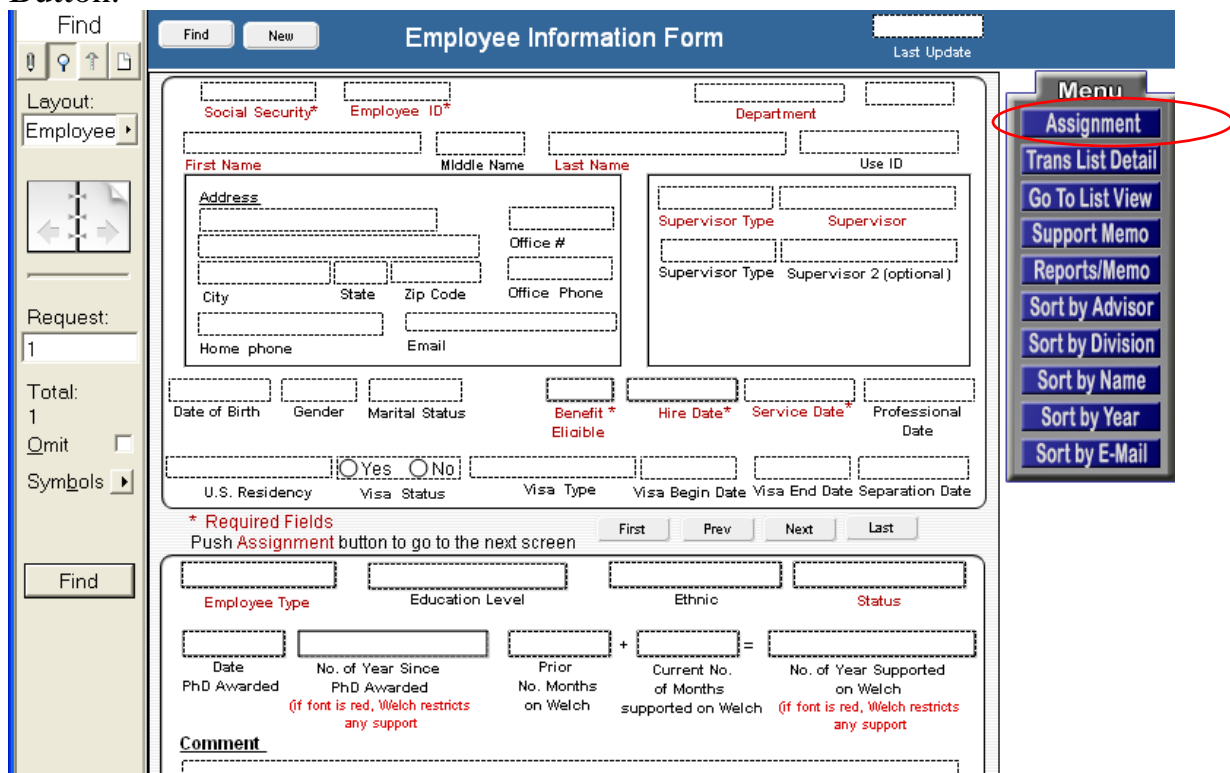 Button.
Find
Find New Employee Information Form
Last Update
Layout:
Employee
Social Security* Employee ID* Department
First Name MIddle Name Last Name Use ID
Address
Supervisor Type Supervisor
Office #
Supervisor Type Supervisor 2 (optional)
City State Zip Code Office Phone
Home phone Email
Request:
1
Total:
1
Omit
Symbols
Find
Date of Birth Gender Marital Status Benefit * Eligible Hire Date* Service Date* Professional Date
Yes No
U.S. Residency Visa Status Visa Type Visa Begin Date Visa End Date Separation Date
* Required Fields
Push Assignment button to go to the next screen
First Prev Next Last
Employee Type Education Level Ethnic Status
+ =
Date PhD Awarded
No. of Year Since PhD Awarded
(if font is red, Welch restricts any support
Prior No. Months on Welch
Current No. of Months supported on Welch
No. of Year Supported on Welch
(if font is red, Welch restricts any support
Comment
Menu
Assignment
Trans List Detail
Go To List View
Support Memo
Reports/Memo
Sort by Advisor
Sort by Division
Sort by Name
Sort by Year
Sort by E-Mail